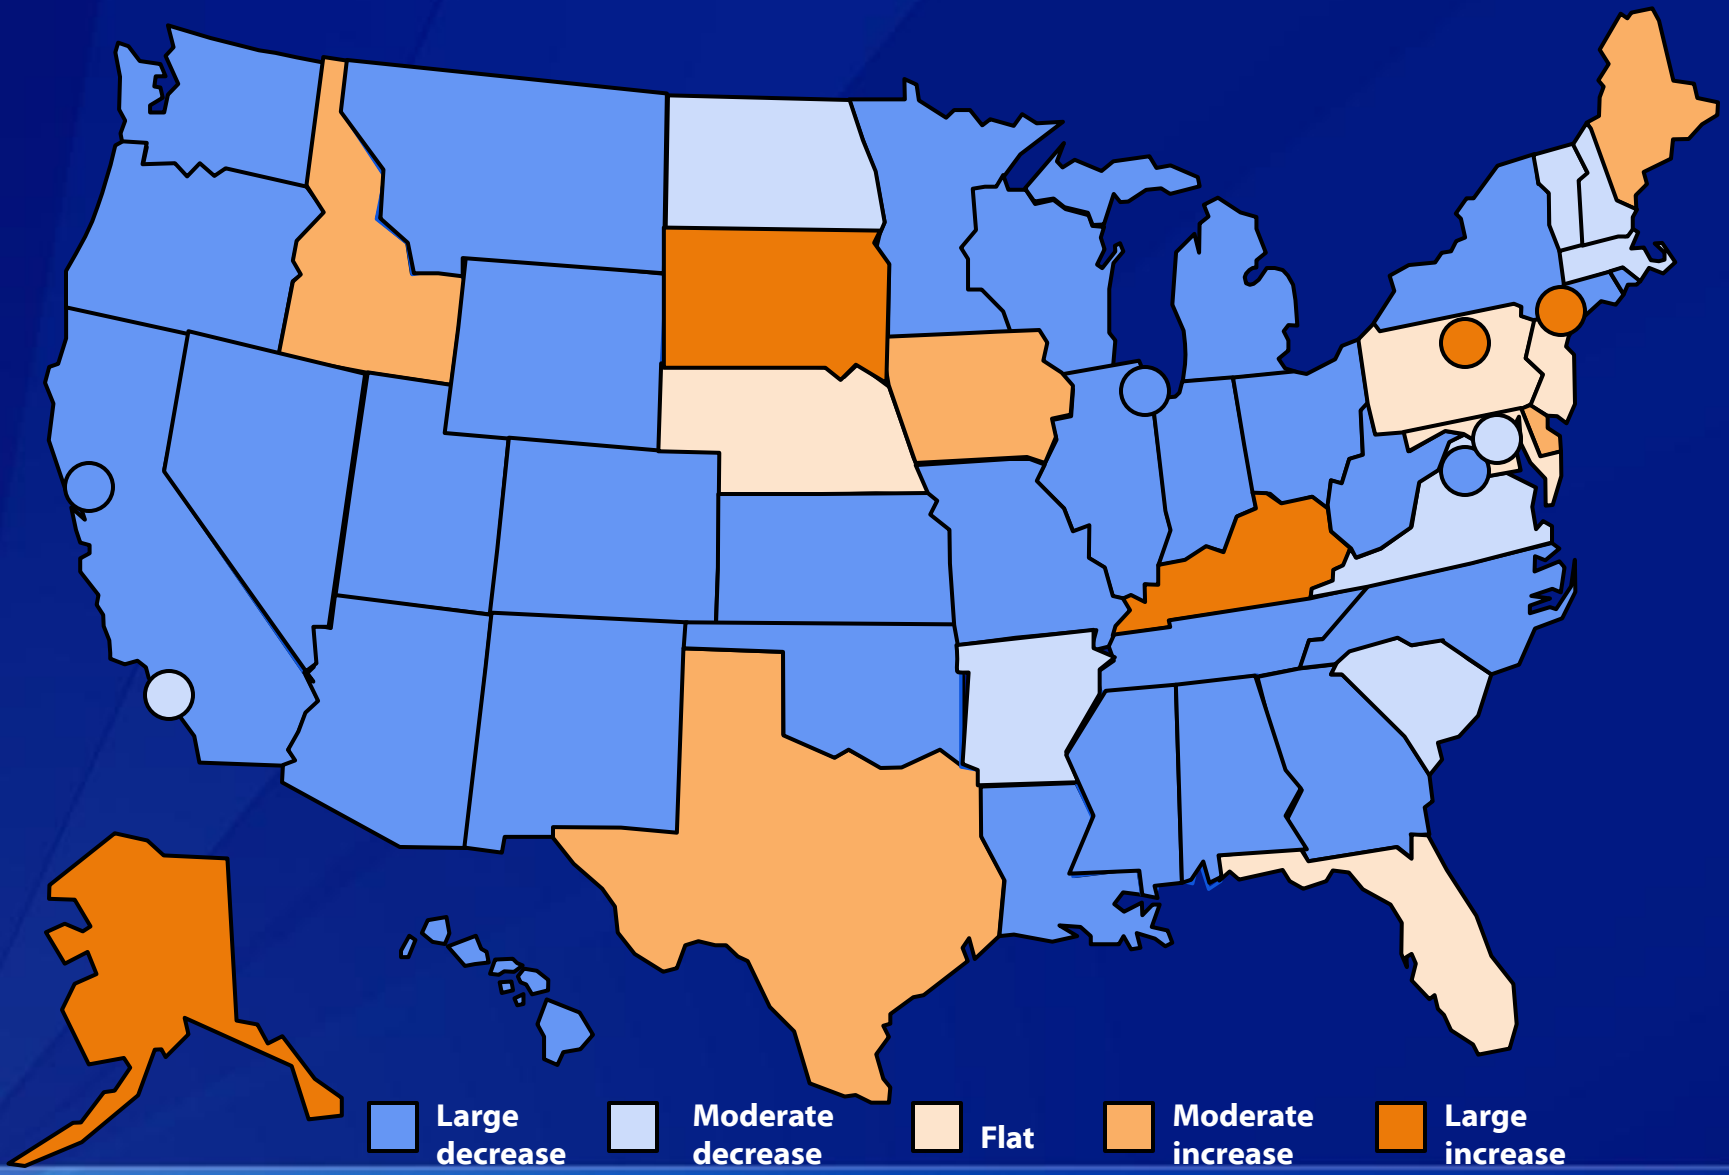 Large
decrease
Moderate
decrease
Flat
Moderate
increase
Large
increase